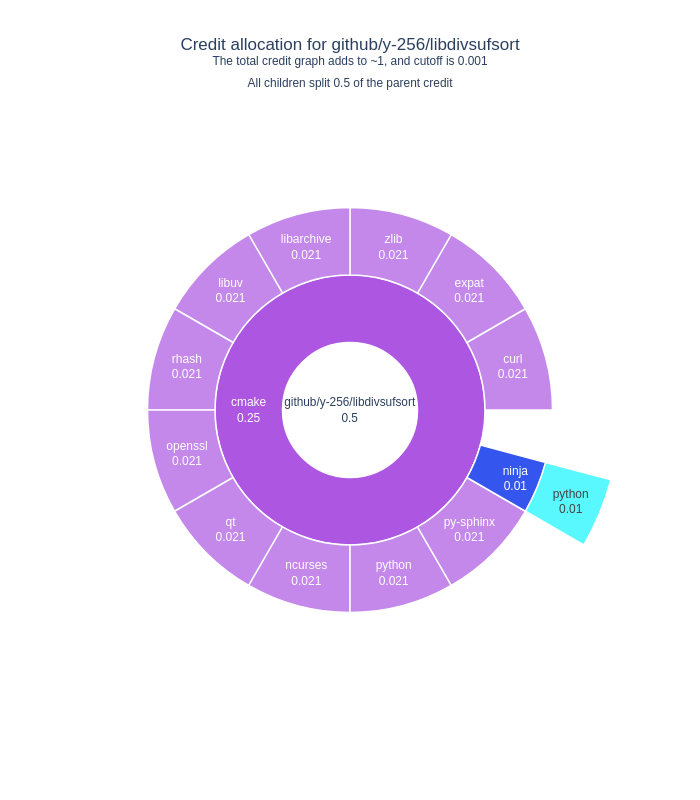 Credit allocation for github/y-256/libdivsufsort
The total credit graph adds to ~1, and cutoff is 0.001
All children split 0.5 of the parent credit
libarchive
0.021
zlib
0.021
libuv
0.021
expat
0.021
rhash
0.021
curl
0.021
cmake
0.25
github/y-256/libdivsufsort
0.5
openssl
0.021
ninja
0.01
python
0.01
qt
0.021
py-sphinx
0.021
ncurses
0.021
python
0.021